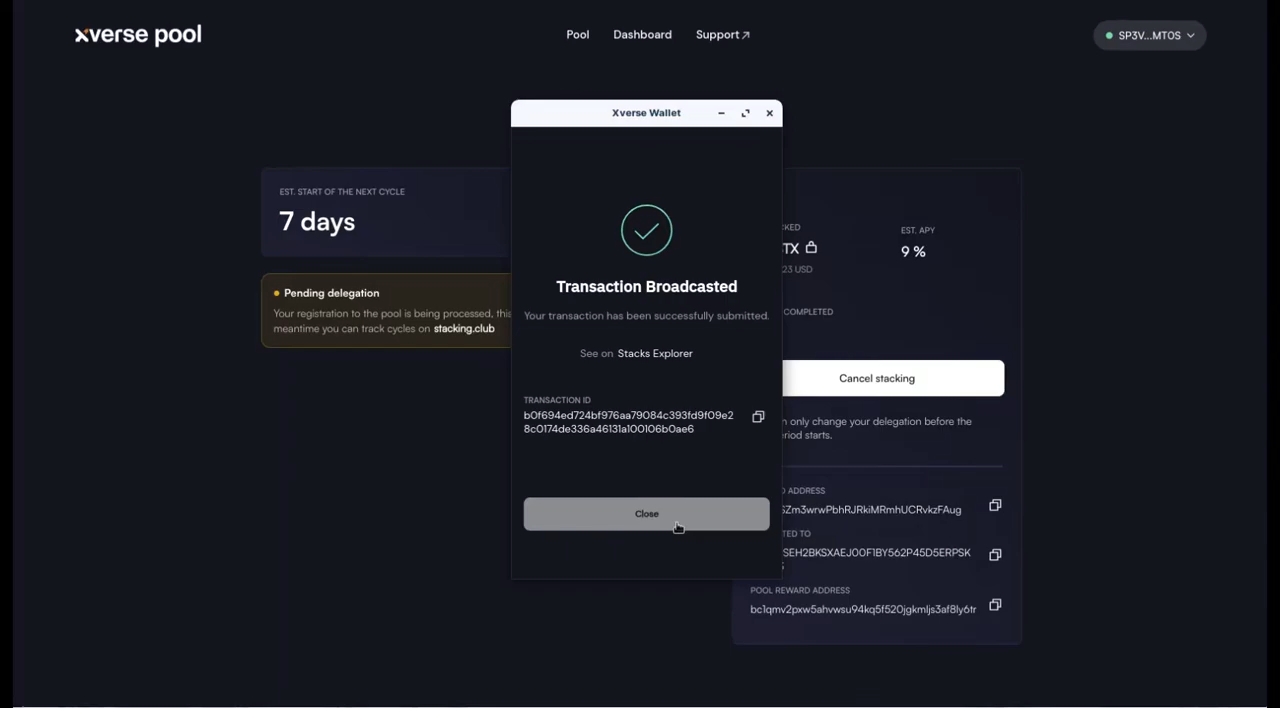 xverse pool
Pool
Dashboard
Support
SP3V...MT0S
Xverse Wallet
EST. START OF THE NEXT CYCLE
7 days
Pending delegation
Your registration to the pool is being processed, this
meantime you can track cycles on stacking.club
Transaction Broadcasted
Your transaction has been successfully submitted.
See on Stacks Explorer
TRANSACTION ID
b0f694ed724bf976aa79084c393fd9f09e2
8c0174de336a46131a100106b0ae6
Close
EST. APY
9 %
23 USD
COMPLETED
Cancel stacking
only change your delegation before the
starts.
ADDRESS
Zm3wrwPbhRJRkiMRmhUCRvkzFAug
TO
SEH2BKSXAEJ00F1BY562P45D5ERPSK
POOL REWARD ADDRESS
bc1qmv2pxw5ahvwsu94kq5f520jgkmljs3af8ly6tr